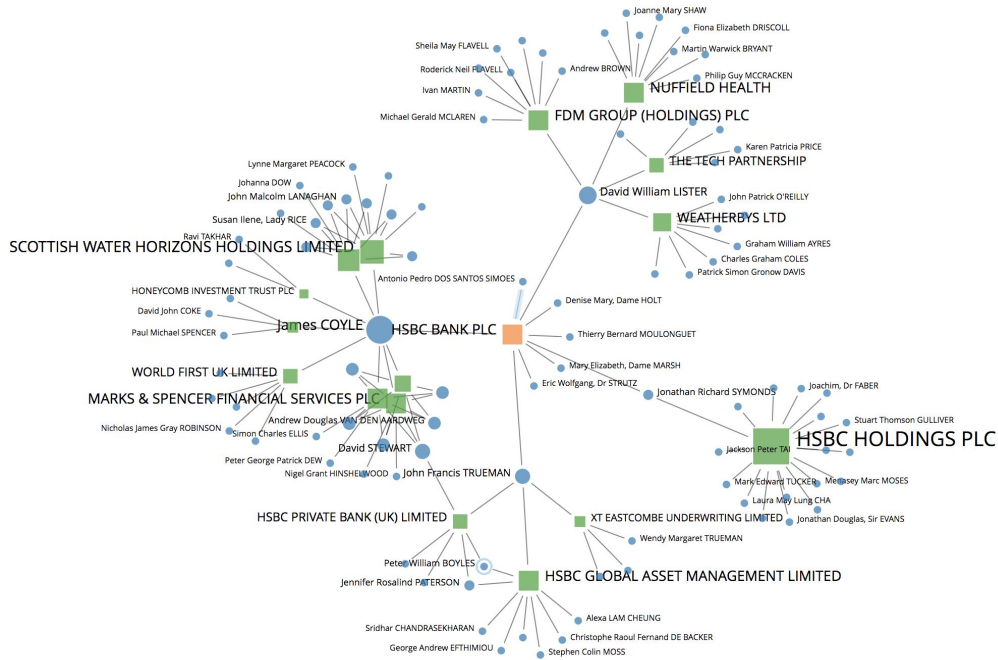 Joanne Mary SHAW
Fiona Elizabeth DRISCOLL
Sheila May FLAVELL
Martin Warwick BRYANT
Roderick Neil FLAVELL
Andrew BROWN
Philip Guy MCCRACKEN
Ivan MARTIN
NUFFIELD HEALTH
Michael Gerald MCLAREN
FDM GROUP (HOLDINGS) PLC
Karen Patricia PRICE
THE TECH PARTNERSHIP
Lynne Margaret PEACOCK
Johanna DOW
David William LISTER
John Malcolm LANAGHAN
John Patrick O'REILLY
Susan Ilene, Lady RICE
WEATHERBYS LTD
Ravi TAKHAR
SCOTTISH WATER HORIZONS HOLDINGS LIMITED
Graham William AYRES
Charles Graham COLES
Patrick Simon Gronow DAVIS
Antonio Pedro DOS SANTOS SIMOES
HONEYCOMB INVESTMENT TRUST PLC
Denise Mary, Dame HOLT
David John COKE
James COYLE
HSBC BANK PLC
Paul Michael SPENCER
Thierry Bernard MOULONGUET
Mary Elizabeth, Dame MARSH
WORLD FIRST UK LIMITED
Eric Wolfgang, Dr STRUTZ
Jonathan Richard SYMONDS
Joachim, Dr FABER
MARKS & SPENCER FINANCIAL SERVICES PLC
Andrew Douglas VAN DEN AARDWEG
Stuart Thomson GULLIVER
Nicholas James Gray ROBINSON
Simon Charles ELLIS
HSBC HOLDINGS PLC
David STEWART
Jackson Peter TAI
Peter George Patrick DEW
Nigel Grant HINSHELWOOD
John Francis TRUEMAN
Mark Edward TUCKER
Menasey Marc MOSES
Laura May Lung CHA
HSBC PRIVATE BANK (UK) LIMITED
XT EASTCOMBE UNDERWRITING LIMITED
Jonathan Douglas, Sir EVANS
Wendy Margaret TRUEMAN
Peter William BOYLES
Jennifer Rosalind PATERSON
HSBC GLOBAL ASSET MANAGEMENT LIMITED
Alexa LAM CHEUNG
Sridhar CHANDRASEKHARAN
Christophe Raoul Fernand DE BACKER
George Andrew EFTHIMIOU
Stephen Colin MOSS